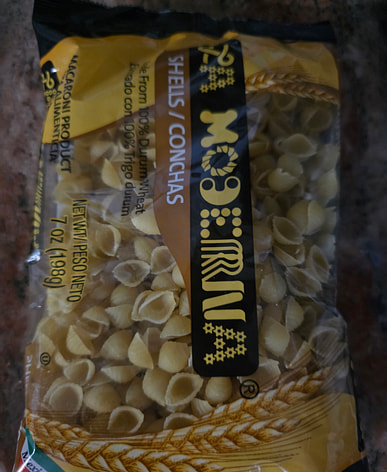 LA MODERNA
®
SHELLS / CONCHAS
Made From 100% Durum Wheat
Elaborado con 100% Trigo durum
MACARONI PRODUCT
NET WT/PESO NETO
7 oz (198g)